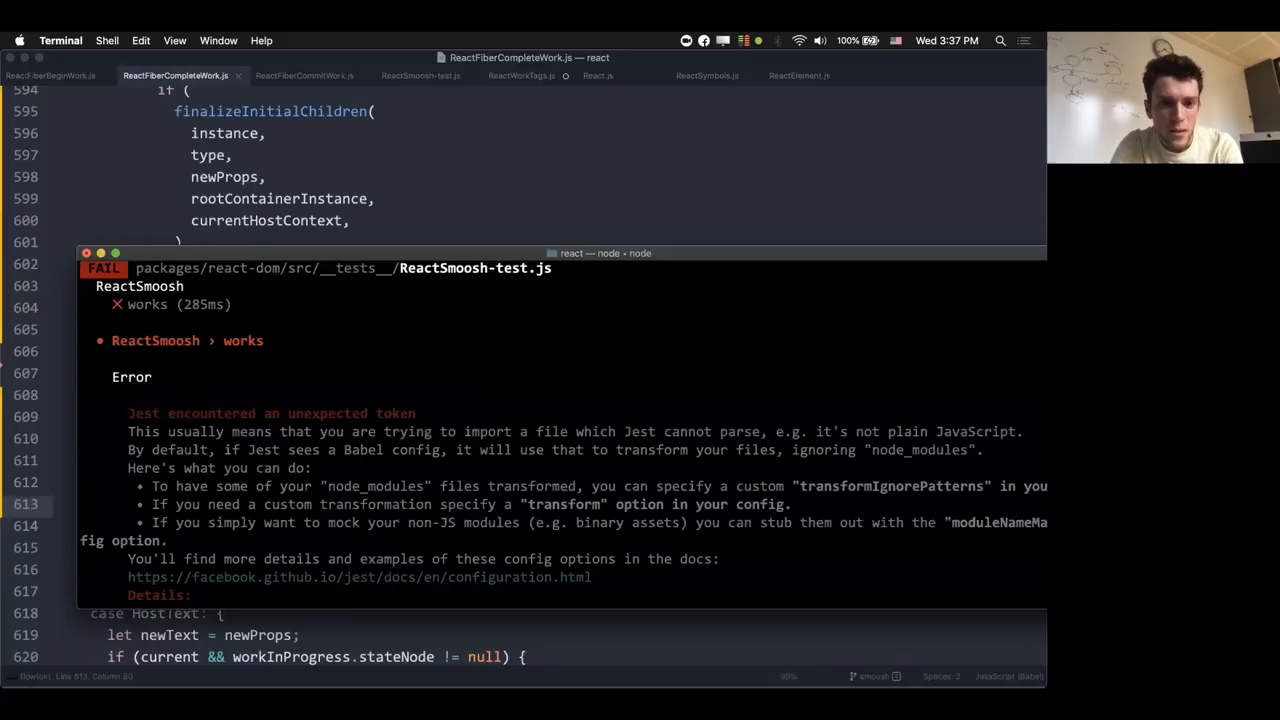 Terminal Shell Edit View Window Help 100% Wed 3:37 PM
ReactFiberCompleteWork.js — react
ReactFiberBeginWork.js ReactFiberCompleteWork.js × ReactFiberCommitWork.js ReactSmoosh-test.js ReactWorkTags.js React.js ReactSymbols.js ReactElement.js
594 if (
595 finalizeInitialChildren(
596 instance,
597 type,
598 newProps,
599 rootContainerInstance,
600 currentHostContext,
601 )
602
603
604
605
606
607
608
609
610
611
612
613
614
615
616
617
react — node • node
FAIL packages/react-dom/src/__tests__/ReactSmoosh-test.js
ReactSmoosh
✕ works (285ms)
● ReactSmoosh › works
Error
Jest encountered an unexpected token
This usually means that you are trying to import a file which Jest cannot parse, e.g. it's not plain JavaScript.
By default, if Jest sees a Babel config, it will use that to transform your files, ignoring "node_modules".
Here's what you can do:
• To have some of your "node_modules" files transformed, you can specify a custom "transformIgnorePatterns" in you
• If you need a custom transformation specify a "transform" option in your config.
• If you simply want to mock your non-JS modules (e.g. binary assets) you can stub them out with the "moduleNameMa
fig option.
You'll find more details and examples of these config options in the docs:
https://facebook.github.io/jest/docs/en/configuration.html
Details:
618 case HostText: {
619 let newText = newProps;
620 if (current && workInProgress.stateNode != null) {
flow(ok), Line 613, Column 80 99% smoosh 2 Spaces: 2 JavaScript (Babel)